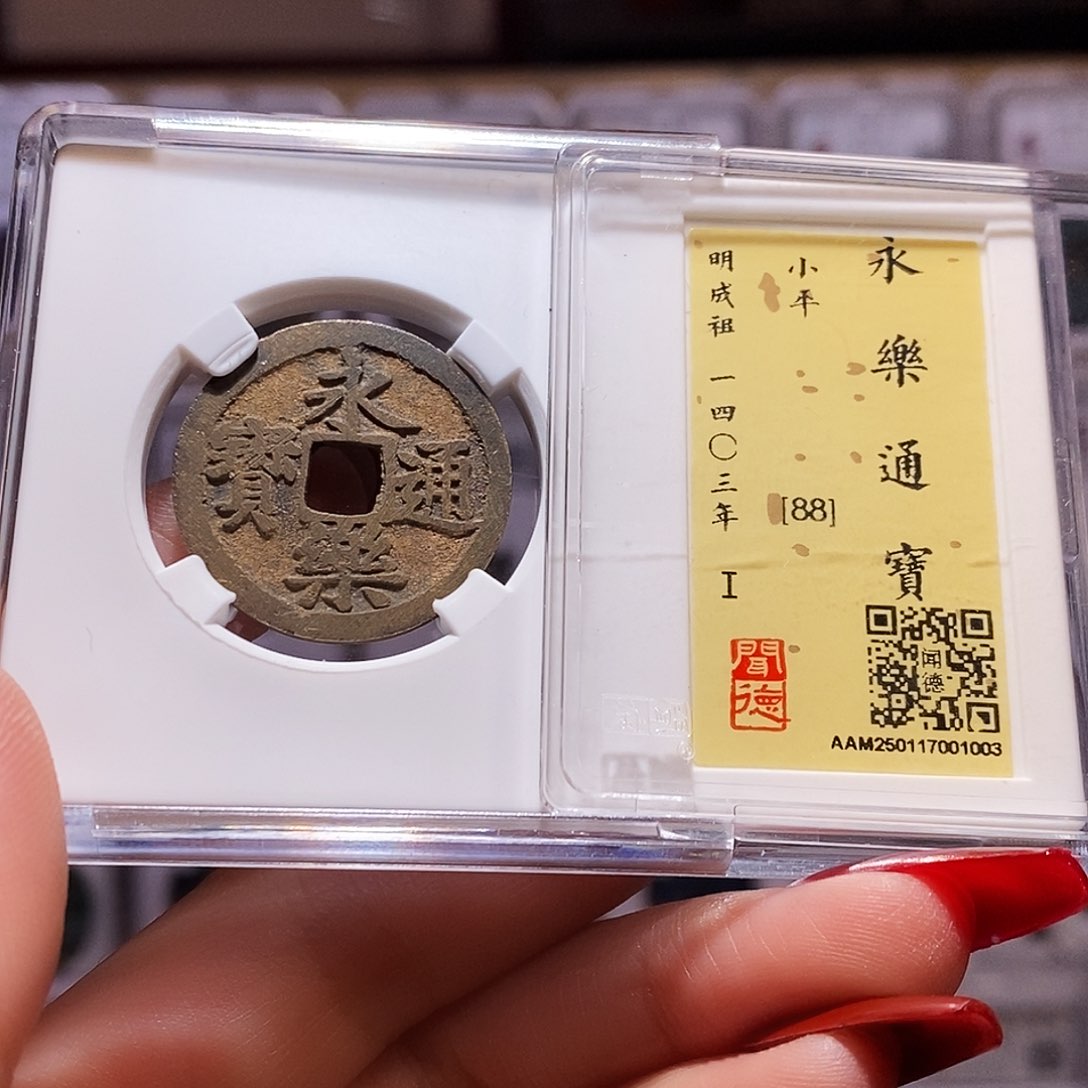 永樂通寶
永樂通寶
小平 [88]
明成祖 一四〇三年 I
聞德
闻德
AAM250117001003